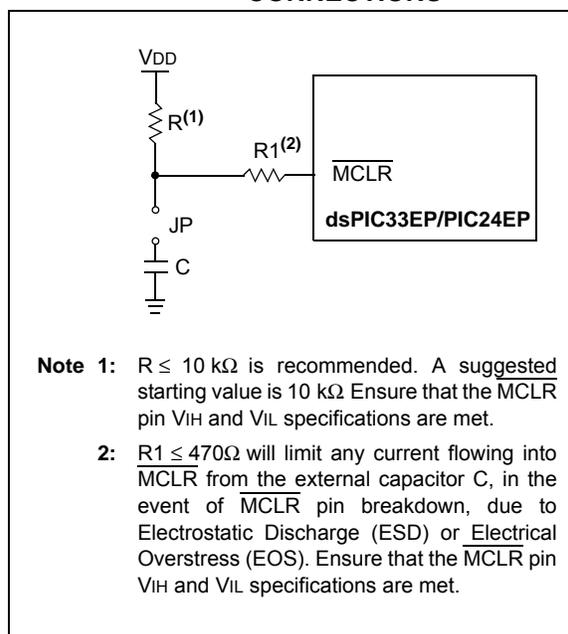 VDD
R(1)
R1(2)
MCLR
JP
dsPIC33EP/PIC24EP
C
Note 1: R ≤ 10 kΩ is recommended. A suggested
starting value is 10 kΩ Ensure that the MCLR
pin VIH and VIL specifications are met.
2: R1 ≤ 470Ω will limit any current flowing into
MCLR from the external capacitor C, in the
event of MCLR pin breakdown, due to
Electrostatic Discharge (ESD) or Electrical
Overstress (EOS). Ensure that the MCLR pin
VIH and VIL specifications are met.